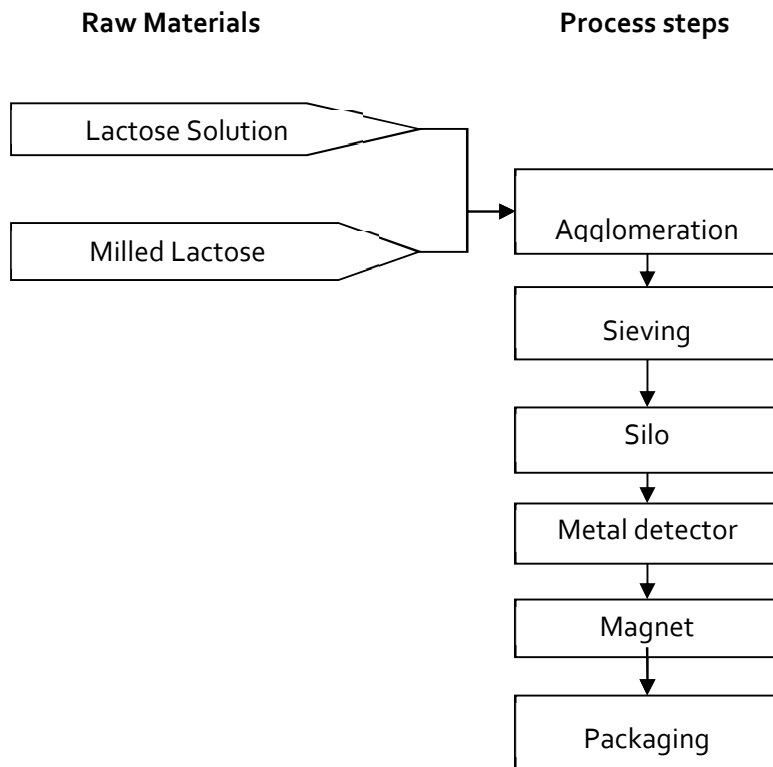 Raw Materials
Process steps
Lactose Solution
Milled Lactose
Agglomeration
Sieving
Silo
Metal detector
Magnet
Packaging